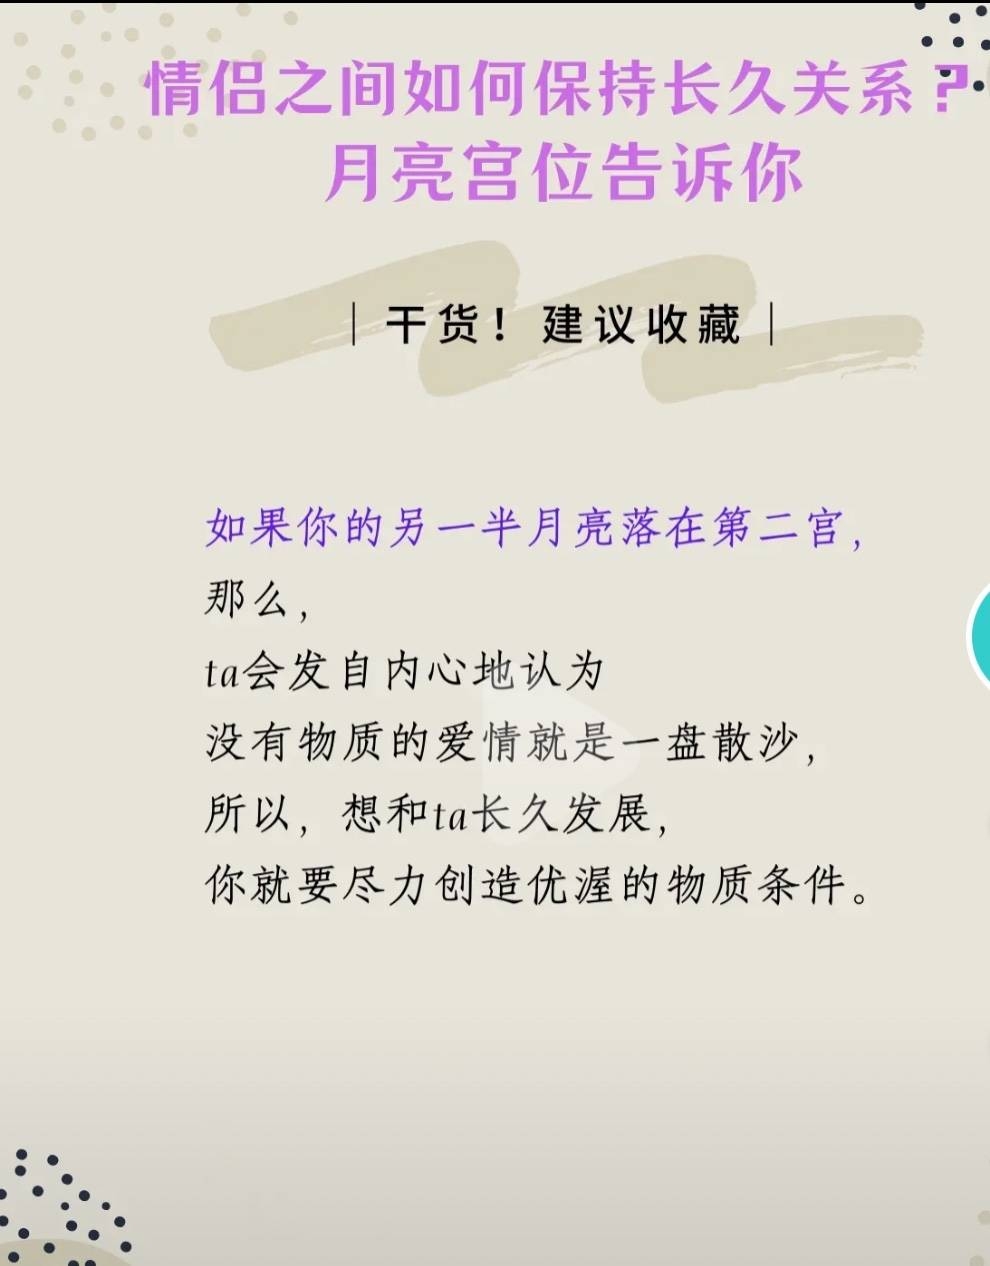 情侣之间如何保持长久关系？
月亮宫位告诉你
｜干货！建议收藏｜
如果你的另一半月亮落在第二宫，
那么，
ta会发自内心地认为
没有物质的爱情就是一盘散沙，
所以，想和ta长久发展，
你就要尽力创造优渥的物质条件。